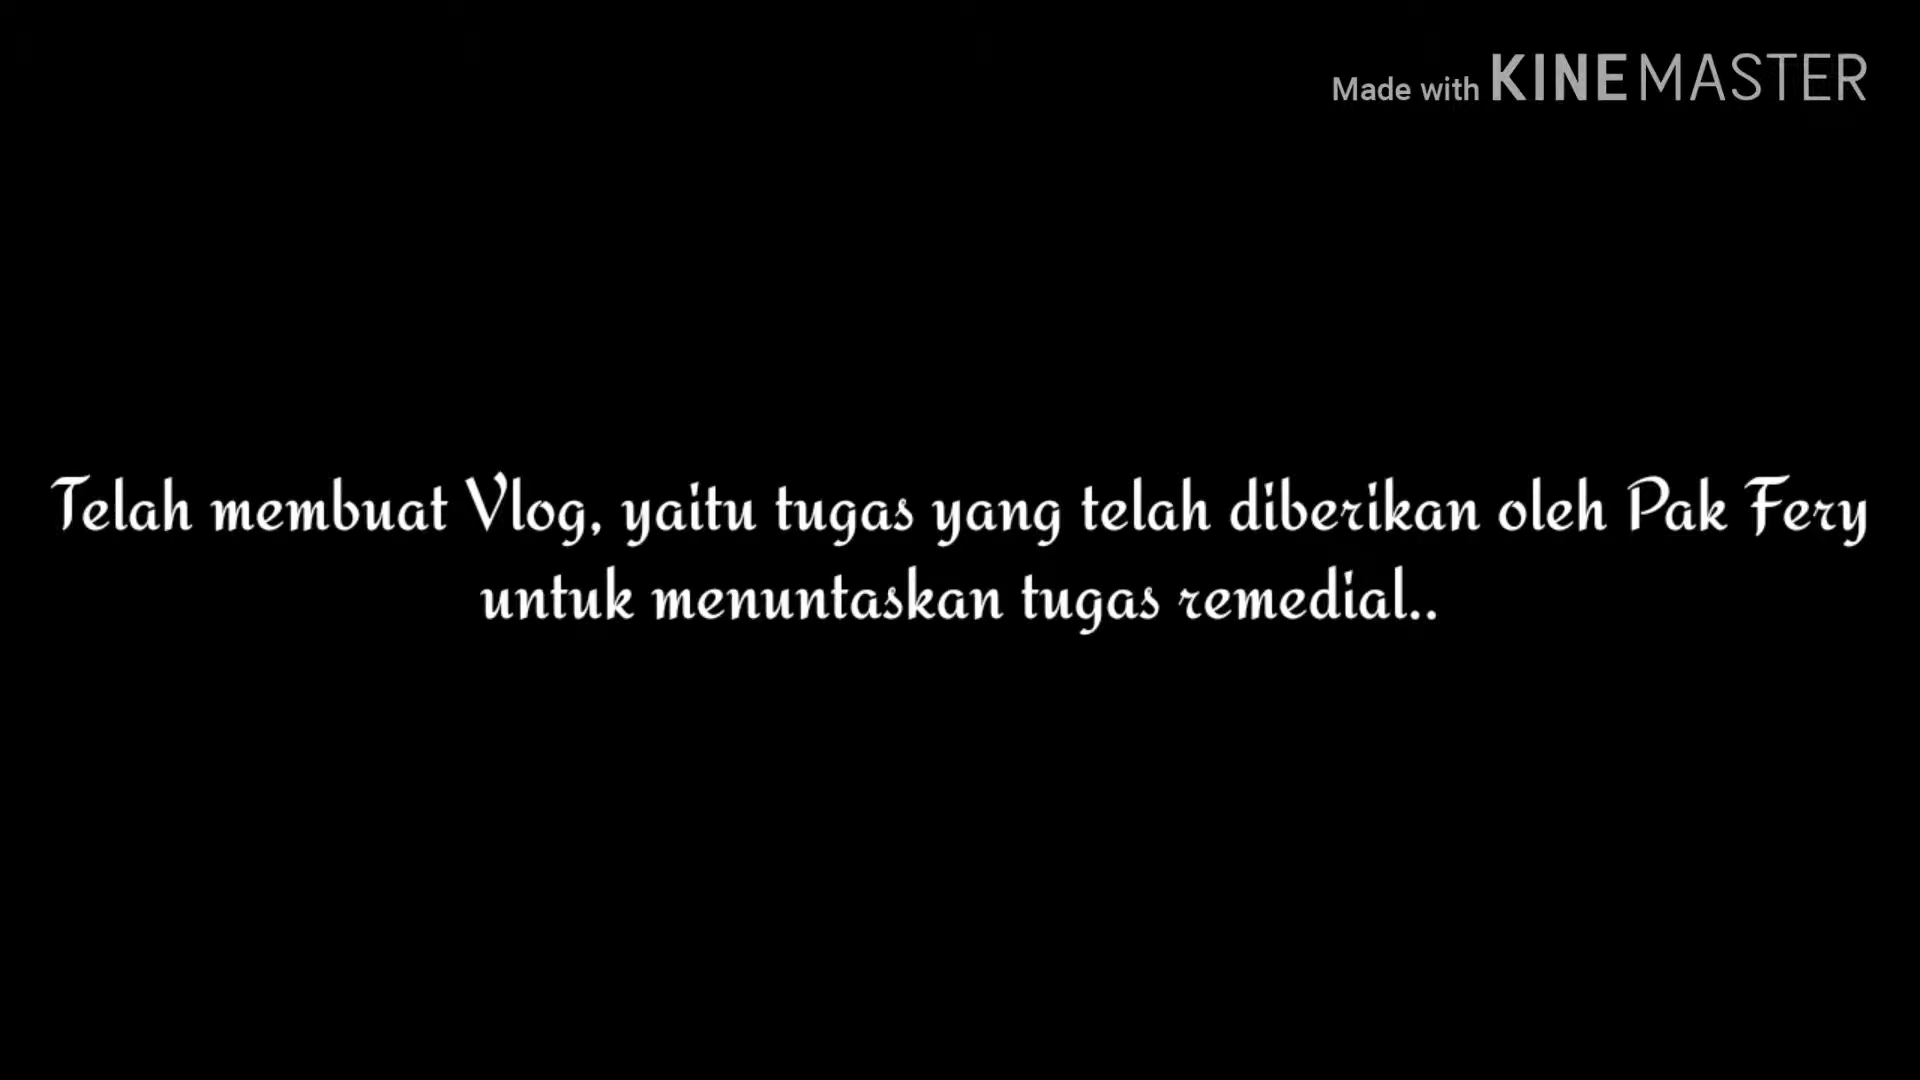 Made with KINEMASTER
Telah membuat Vlog, yaitu tugas yang telah diberikan oleh Pak Fery
untuk menuntaskan tugas remedial..